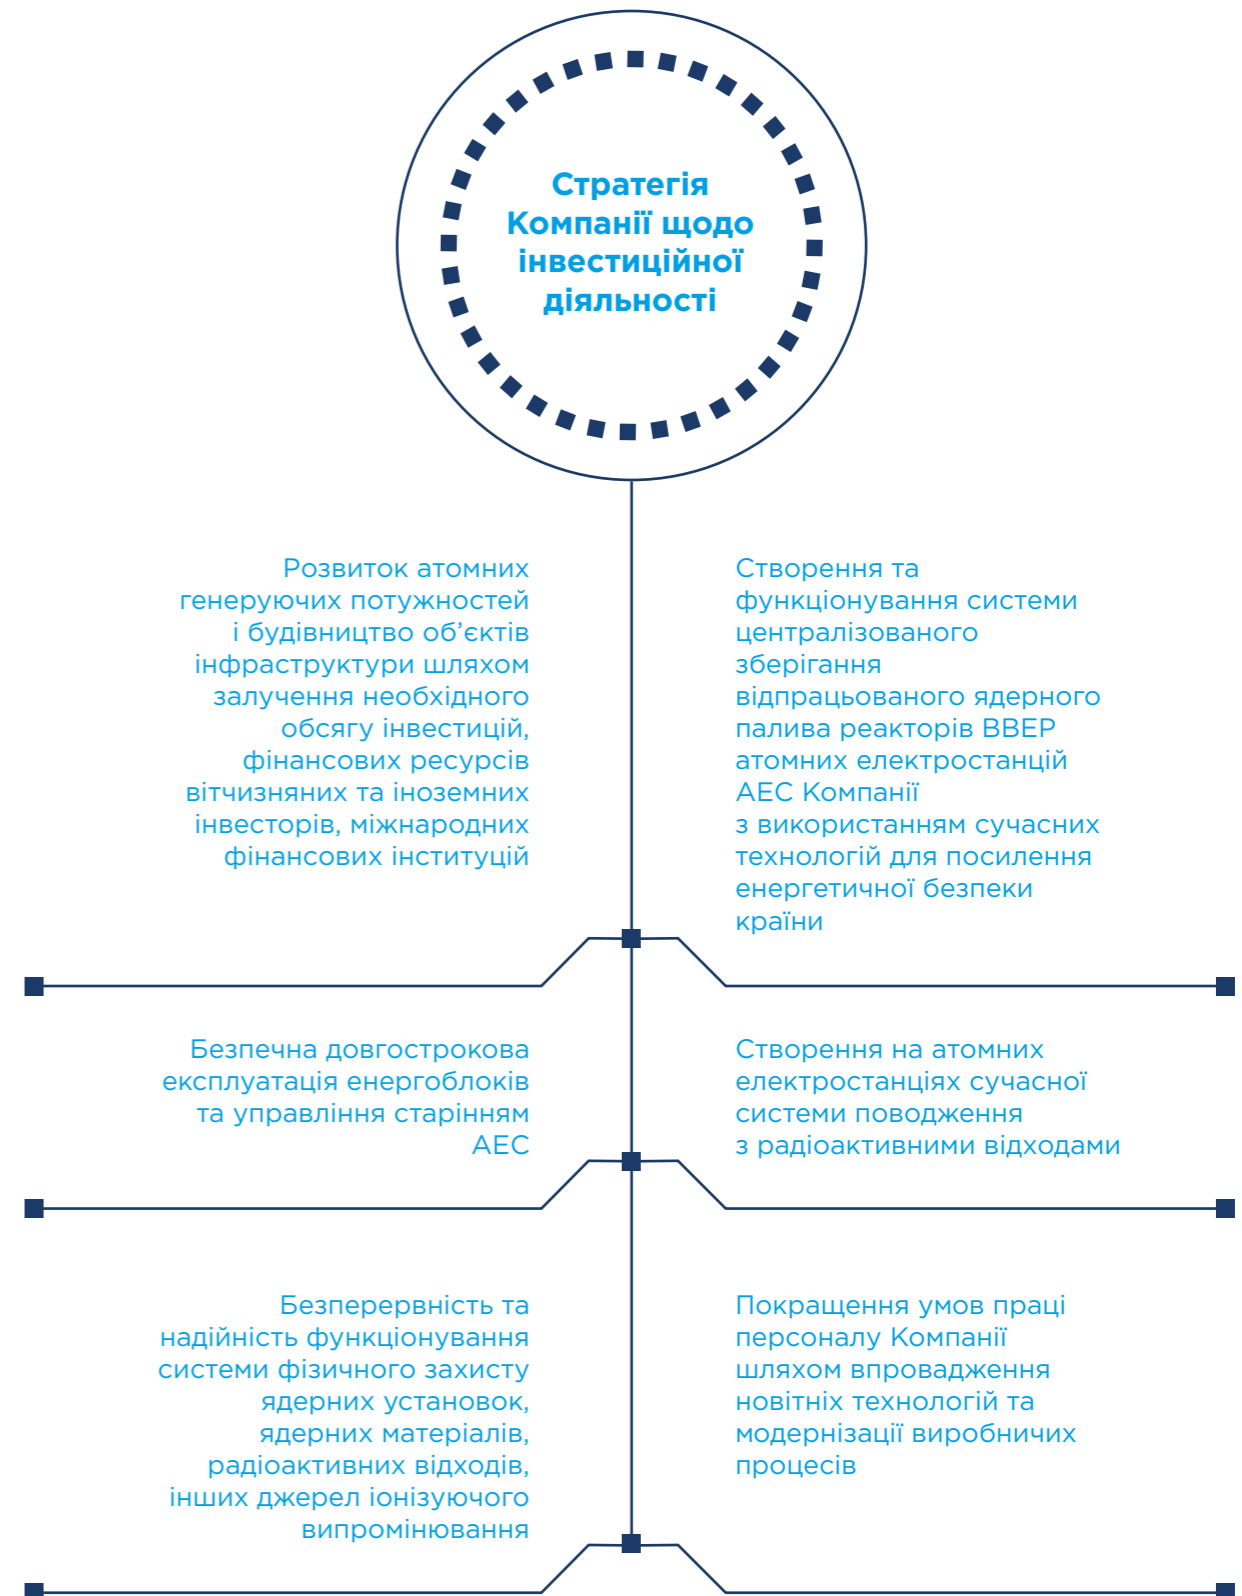 Стратегія
Компанії щодо
інвестиційної
діяльності
Розвиток атомних
генеруючих потужностей
і будівництво об’єктів
інфраструктури шляхом
залучення необхідного
обсягу інвестицій,
фінансових ресурсів
вітчизняних та іноземних
інвесторів, міжнародних
фінансових інституцій
Створення та
функціонування системи
централізованого
зберігання
відпрацьованого ядерного
палива реакторів ВВЕР
атомних електростанцій
АЕС Компанії
з використанням сучасних
технологій для посилення
енергетичної безпеки
країни
Безпечна довгострокова
експлуатація енергоблоків
та управління старінням
АЕС
Створення на атомних
електростанціях сучасної
системи поводження
з радіоактивними відходами
Безперервність та
надійність функціонування
системи фізичного захисту
ядерних установок,
ядерних матеріалів,
радіоактивних відходів,
інших джерел іонізуючого
випромінювання
Покращення умов праці
персоналу Компанії
шляхом впровадження
новітніх технологій та
модернізації виробничих
процесів